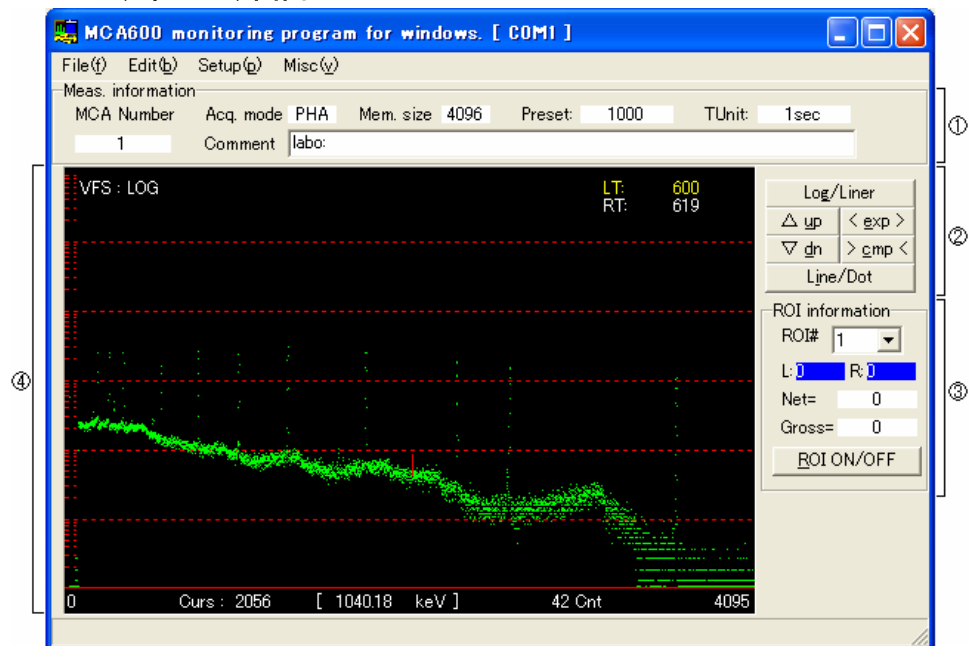 MCA600 monitoring program for windows. [ COM1 ]
File(f) Edit(b) Setup(p) Misc(v)
Meas. information
MCA Number Acq. mode PHA Mem. size 4096 Preset: 1000 TUnit: 1sec
1 Comment labo:
①
VFS : LOG LT: 600
RT: 619
Log/Liner
△ up < exp >
▽ dn > cmp <
Line/Dot
②
ROI information
ROI# 1
L: 0 R: 0
Net= 0
Gross= 0
ROI ON/OFF
③
④
0 Curs : 2056 [ 1040.18 keV ] 42 Cnt 4095